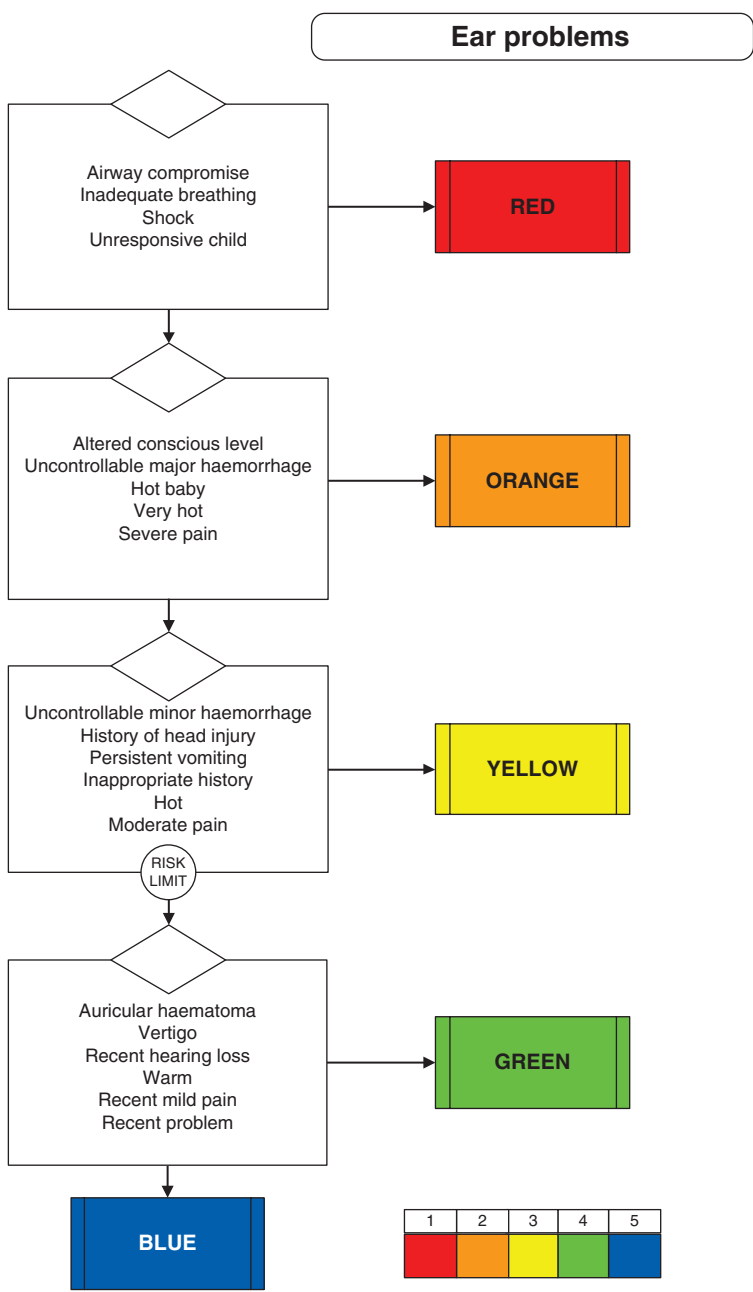 Ear problems
Airway compromise
Inadequate breathing
Shock
Unresponsive child
RED
Altered conscious level
Uncontrollable major haemorrhage
Hot baby
Very hot
Severe pain
ORANGE
Uncontrollable minor haemorrhage
History of head injury
Persistent vomiting
Inappropriate history
Hot
Moderate pain
YELLOW
RISK
LIMIT
Auricular haematoma
Vertigo
Recent hearing loss
Warm
Recent mild pain
Recent problem
GREEN
BLUE
1 2 3 4 5